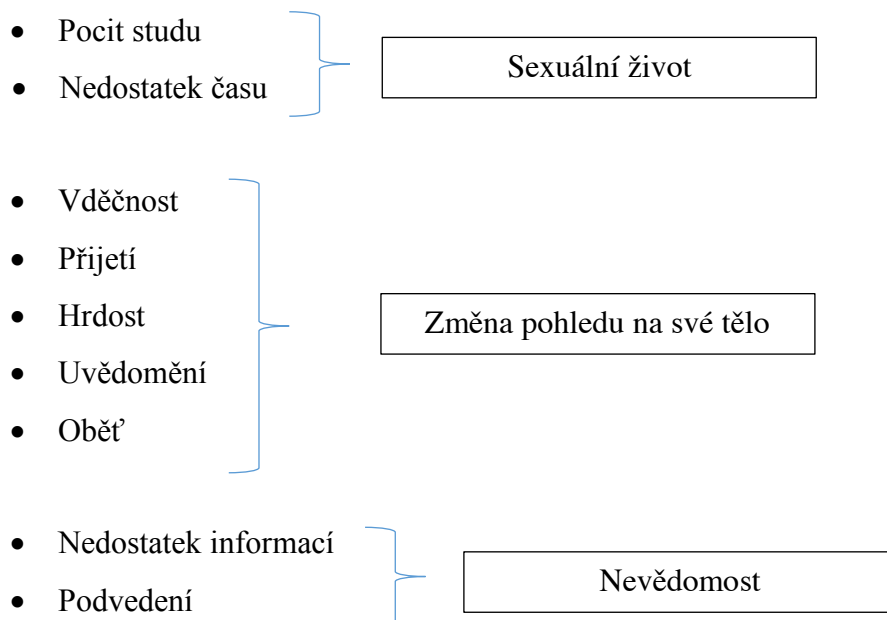 • Pocit studu
• Nedostatek času
Sexuální život
• Vděčnost
• Přijetí
• Hrdost
• Uvědomění
• Oběť
Změna pohledu na své tělo
• Nedostatek informací
• Podvedení
Nevědomost